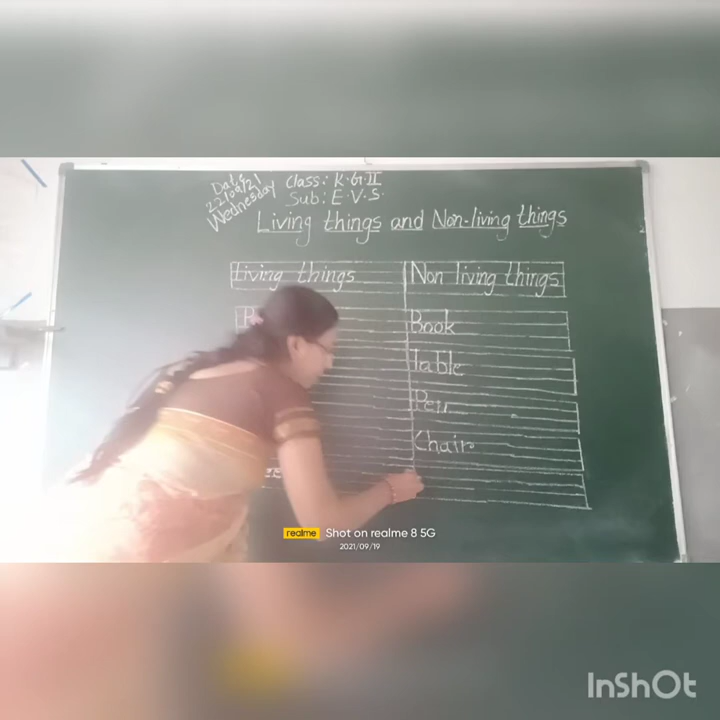 Date 22/09/21 Wednesday
Class: K.G.II
Sub: E.V.S.
Living things and Non-living things
Living things Non living things
Book
Table
Pen
Chair
realme Shot on realme 8 5G
2021/09/19
InShOt